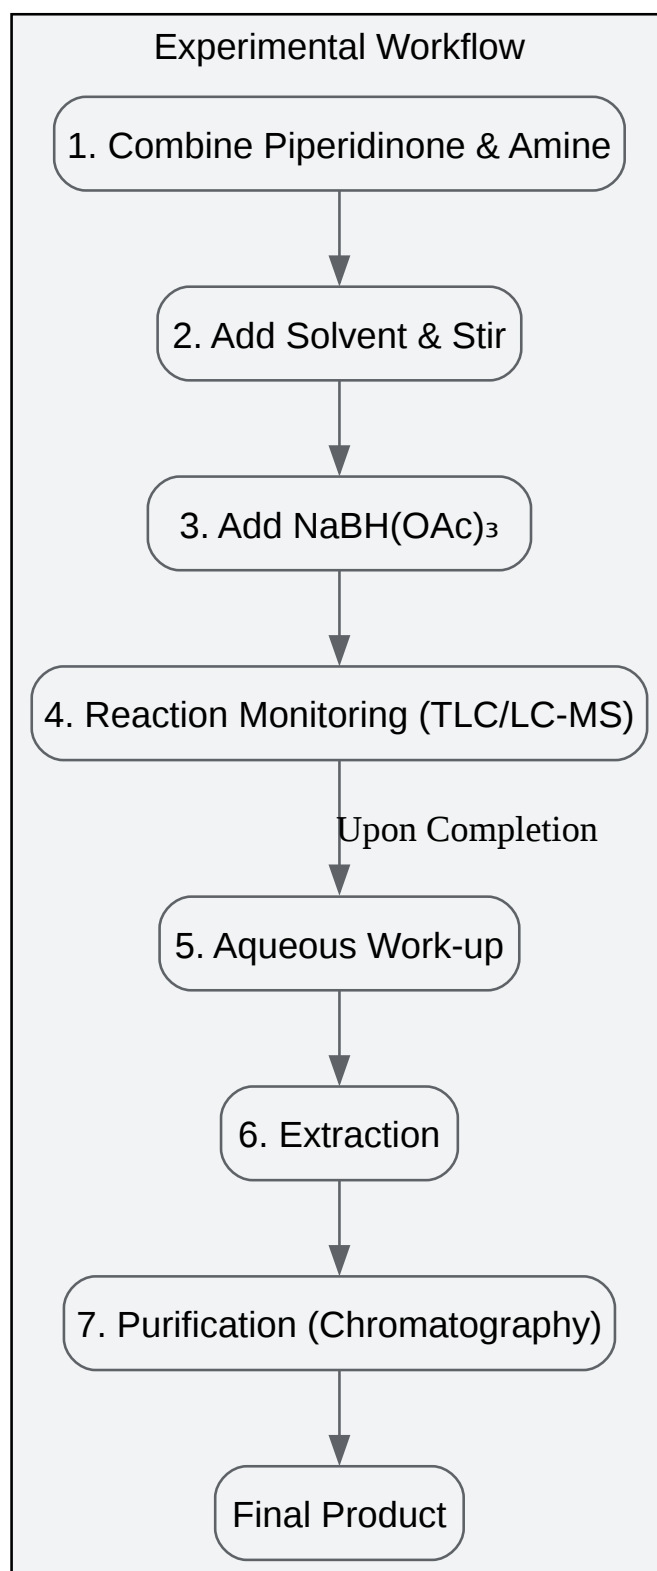 Experimental Workflow
1. Combine Piperidinone & Amine
2. Add Solvent & Stir
3. Add NaBH(OAc)₃
4. Reaction Monitoring (TLC/LC-MS)
Upon Completion
5. Aqueous Work-up
6. Extraction
7. Purification (Chromatography)
Final Product